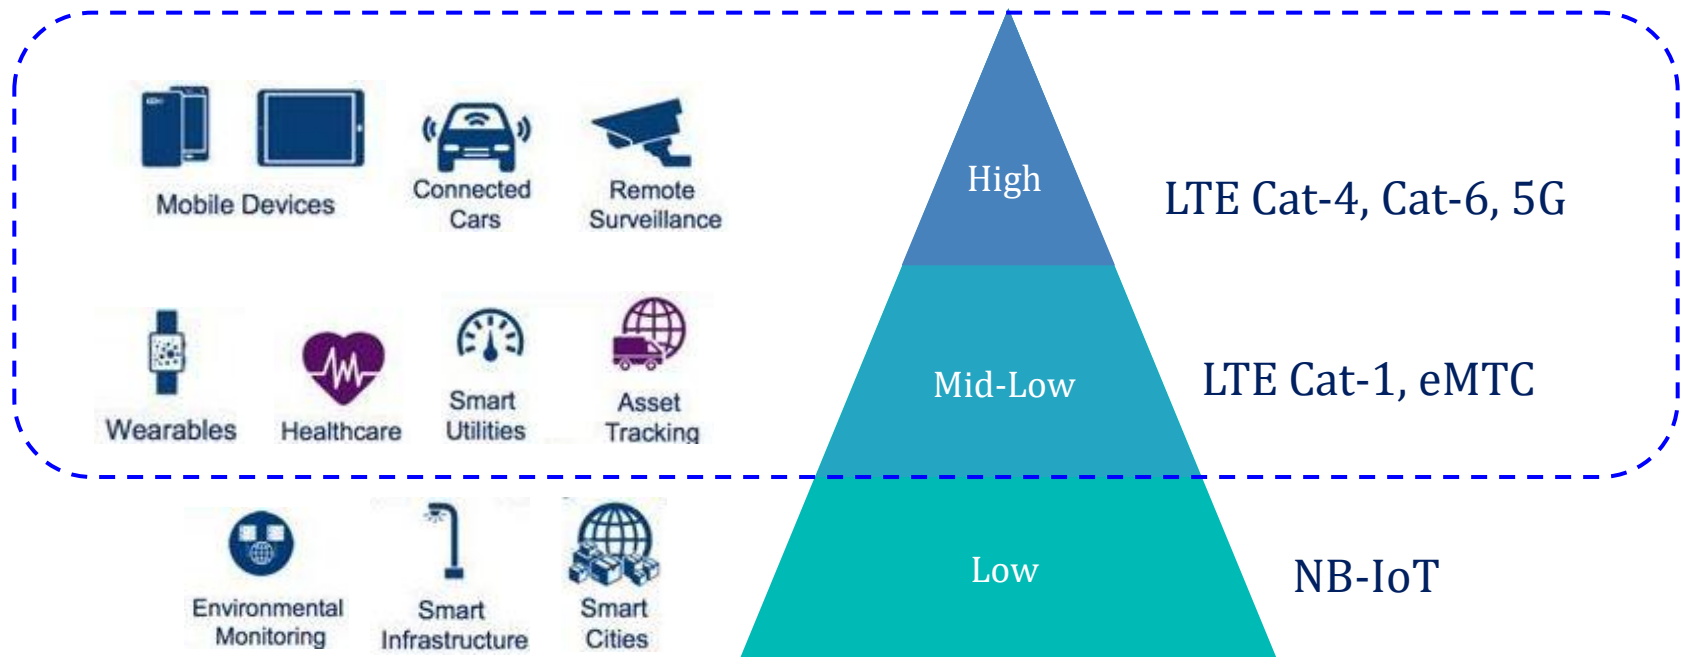 Mobile Devices
Connected
Cars
Remote
Surveillance
High
LTE Cat-4, Cat-6, 5G
Wearables
Healthcare
Smart
Utilities
Asset
Tracking
Mid-Low
LTE Cat-1, eMTC
Environmental
Monitoring
Smart
Infrastructure
Smart
Cities
Low
NB-IoT